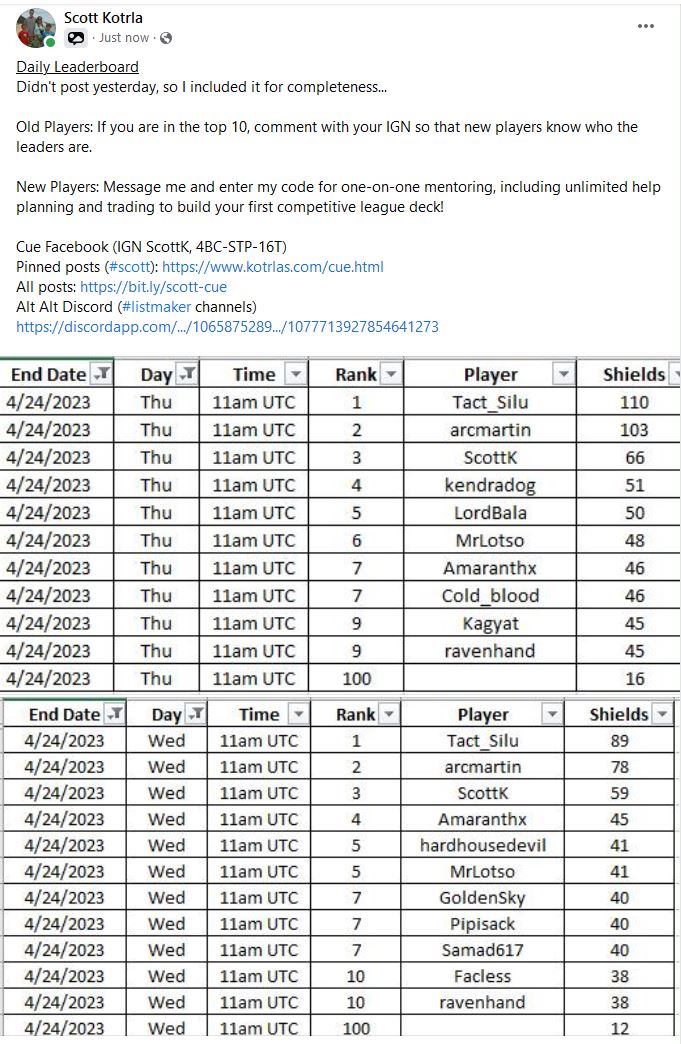 Scott Kotrla
Just now
Daily Leaderboard
Didn't post yesterday, so I included it for completeness...
Old Players: If you are in the top 10, comment with your IGN so that new players know who the
leaders are.
New Players: Message me and enter my code for one-on-one mentoring, including unlimited help
planning and trading to build your first competitive league deck!
Cue Facebook (IGN ScottK, 4BC-STP-16T)
Pinned posts (#scott): https://www.kotrlas.com/cue.html
All posts: https://bit.ly/scott-cue
Alt Alt Discord (#listmaker channels)
https://discordapp.com/.../1065875289.../1077713927854641273
End Date Day Time Rank Player Shields
4/24/2023 Thu 11am UTC 1 Tact_Silu 110
4/24/2023 Thu 11am UTC 2 arcmartin 103
4/24/2023 Thu 11am UTC 3 ScottK 66
4/24/2023 Thu 11am UTC 4 kendradog 51
4/24/2023 Thu 11am UTC 5 LordBala 50
4/24/2023 Thu 11am UTC 6 MrLotso 48
4/24/2023 Thu 11am UTC 7 Amaranthx 46
4/24/2023 Thu 11am UTC 7 Cold_blood 46
4/24/2023 Thu 11am UTC 9 Kagyat 45
4/24/2023 Thu 11am UTC 9 ravenhand 45
4/24/2023 Thu 11am UTC 100 16
End Date Day Time Rank Player Shields
4/24/2023 Wed 11am UTC 1 Tact_Silu 89
4/24/2023 Wed 11am UTC 2 arcmartin 78
4/24/2023 Wed 11am UTC 3 ScottK 59
4/24/2023 Wed 11am UTC 4 Amaranthx 45
4/24/2023 Wed 11am UTC 5 hardhousedevil 41
4/24/2023 Wed 11am UTC 5 MrLotso 41
4/24/2023 Wed 11am UTC 7 GoldenSky 40
4/24/2023 Wed 11am UTC 7 Pipisack 40
4/24/2023 Wed 11am UTC 7 Samad617 40
4/24/2023 Wed 11am UTC 10 Facless 38
4/24/2023 Wed 11am UTC 10 ravenhand 38
4/24/2023 Wed 11am UTC 100 12